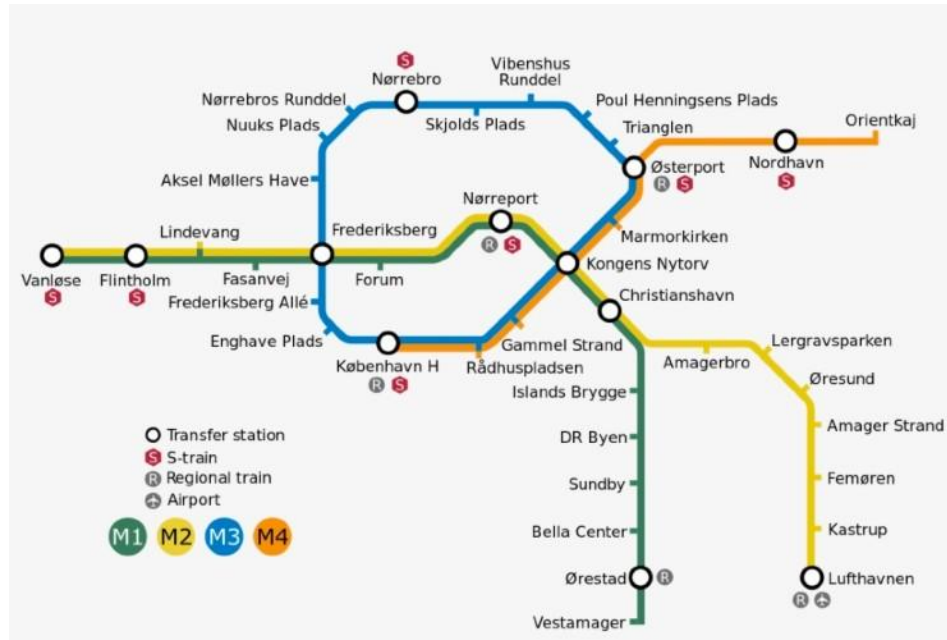 S
Nørrebro
Vibenshus
Runddel
Nørrebros Runddel
Poul Henningsens Plads
Nuuks Plads
Skjolds Plads
Trianglen
Orientkaj
Østerport
R S
Nordhavn
S
Aksel Møllers Have
Nørreport
R S
Lindevang
Frederiksberg
Marmorkirken
Vanløse
S
Flintholm
S
Fasanvej
Forum
Kongens Nytorv
Frederiksberg Allé
Christianshavn
Enghave Plads
København H
R S
Gammel Strand
Rådhuspladsen
Amagerbro
Lergravsparken
Islands Brygge
Øresund
Transfer station
DR Byen
Amager Strand
S S-train
R Regional train
Sundby
Femøren
Airport
M1 M2 M3 M4
Bella Center
Kastrup
Ørestad R
Lufthavnen
R
Vestamager